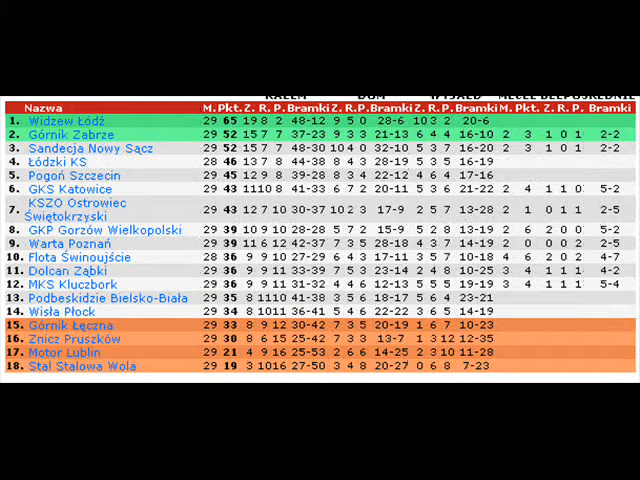 RAZEM DOM WYJAZD MECZE BEZPOŚREDNIE
Nazwa M. Pkt. Z. R. P. Bramki Z. R. P. Bramki Z. R. P. Bramki M. Pkt. Z. R. P. Bramki
1. Widzew Łódź 29 65 19 8 2 48-12 9 5 0 28-6 10 3 2 20-6
2. Górnik Zabrze 29 52 15 7 7 37-23 9 3 3 21-13 6 4 4 16-10 2 3 1 0 1 2-2
3. Sandecja Nowy Sącz 29 52 15 7 7 48-30 10 4 0 32-10 5 3 7 16-20 2 3 1 0 1 2-2
4. Łódzki KS 28 46 13 7 8 44-38 8 4 3 28-19 5 3 5 16-19
5. Pogoń Szczecin 29 45 12 9 8 39-28 8 3 4 22-12 4 6 4 17-16
6. GKS Katowice 29 43 11 10 8 41-33 6 7 2 20-11 5 3 6 21-22 2 4 1 1 0 5-2
7. KSZO Ostrowiec
Świętokrzyski 29 43 12 7 10 30-37 10 2 3 17-9 2 5 7 13-28 2 1 0 1 1 2-5
8. GKP Gorzów Wielkopolski 29 39 10 9 10 28-28 5 7 2 15-9 5 2 8 13-19 2 6 2 0 0 5-2
9. Warta Poznań 29 39 11 6 12 42-37 7 3 5 28-18 4 3 7 14-19 2 0 0 0 2 2-5
10. Flota Świnoujście 28 36 9 9 10 27-29 6 4 3 17-11 3 5 7 10-18 4 6 2 0 2 4-7
11. Dolcan Ząbki 29 36 9 9 11 33-39 7 5 3 23-14 2 4 8 10-25 3 4 1 1 1 4-2
12. MKS Kluczbork 29 36 9 9 11 31-32 4 4 6 12-13 5 5 5 19-19 3 4 1 1 1 5-4
13. Podbeskidzie Bielsko-Biała 29 35 8 11 10 41-38 3 5 6 18-17 5 6 4 23-21
14. Wisła Płock 29 34 8 10 11 36-41 5 4 6 22-22 3 6 5 14-19
15. Górnik Łęczna 29 33 8 9 12 30-42 7 3 5 20-19 1 6 7 10-23
16. Znicz Pruszków 29 30 8 6 15 25-42 7 3 3 13-7 1 3 12 12-35
17. Motor Lublin 29 21 4 9 16 25-53 2 6 6 14-25 2 3 10 11-28
18. Stal Stalowa Wola 29 19 3 10 16 27-50 3 4 8 20-27 0 6 8 7-23